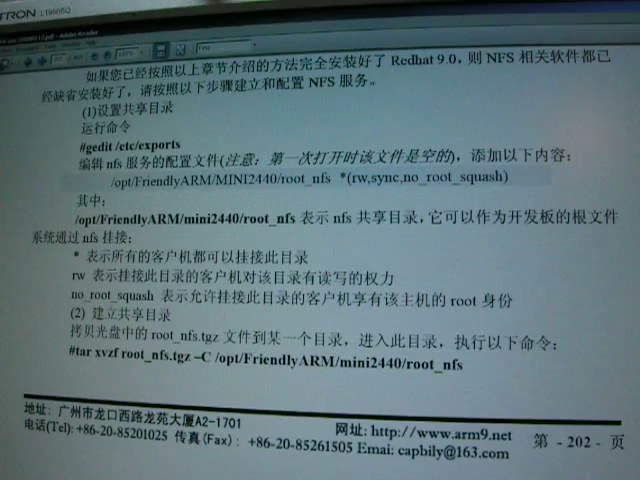 TRON L1960SQ
Adobe Reader
如果您已经按照以上章节介绍的方法完全安装好了 Redhat 9.0，则 NFS 相关软件都已
经缺省安装好了，请按照以下步骤建立和配置 NFS 服务。
(1)设置共享目录
运行命令
#gedit /etc/exports
编辑 nfs 服务的配置文件(注意：第一次打开时该文件是空的)，添加以下内容：
/opt/FriendlyARM/MINI2440/root_nfs *(rw,sync,no_root_squash)
其中：
/opt/FriendlyARM/mini2440/root_nfs 表示 nfs 共享目录，它可以作为开发板的根文件
系统通过 nfs 挂接；
* 表示所有的客户机都可以挂接此目录
rw 表示挂接此目录的客户机对该目录有读写的权力
no_root_squash 表示允许挂接此目录的客户机享有该主机的 root 身份
(2) 建立共享目录
拷贝光盘中的 root_nfs.tgz 文件到某一个目录，进入此目录，执行以下命令：
#tar xvzf root_nfs.tgz –C /opt/FriendlyARM/mini2440/root_nfs
地址: 广州市龙口西路龙苑大厦A2-1701 网址: http://www.arm9.net
电话(Tel): +86-20-85201025 传真(Fax): +86-20-85261505 Emai: capbily@163.com 第 - 202 - 页